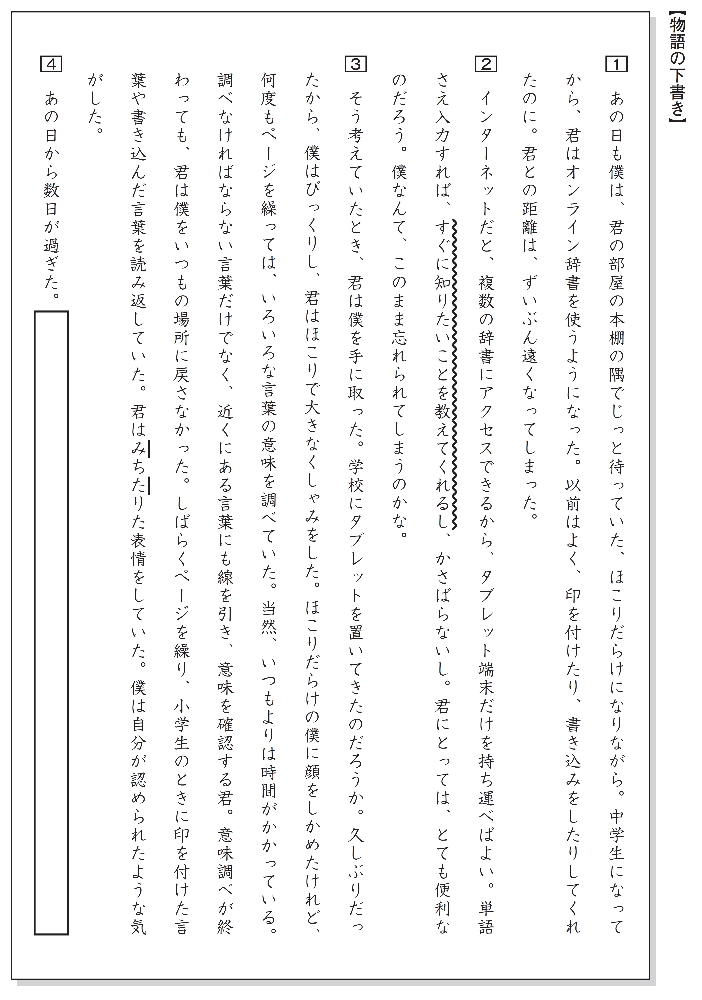 【物語の下書き】
1 あの日も僕は、君の部屋の本棚の隅でじっと待っていた、ほこりだらけになりながら。中学生になって
から、君はオンライン辞書を使うようになった。以前はよく、印を付けたり、書き込みをしたりしてくれ
たのに。君との距離は、ずいぶん遠くなってしまった。
2 インターネットだと、複数の辞書にアクセスできるから、タブレット端末だけを持ち運べばよい。単語
さえ入力すれば、すぐに知りたいことを教えてくれるし、かさばらないし。君にとっては、とても便利な
のだろう。僕なんて、このまま忘れられてしまうのかな。
3 そう考えていたとき、君は僕を手に取った。学校にタブレットを置いてきたのだろうか。久しぶりだっ
たから、僕はびっくりし、君はほこりで大きなくしゃみをした。ほこりだらけの僕に顔をしかめたけれど、
何度もページを繰っては、いろいろな言葉の意味を調べていた。当然、いつもよりは時間がかかっている。
調べなければならない言葉だけでなく、近くにある言葉にも線を引き、意味を確認する君。意味調べが終
わっても、君は僕をいつもの場所に戻さなかった。しばらくページを繰り、小学生のときに印を付けた言
葉や書き込んだ言葉を読み返していた。君はみちたりた表情をしていた。僕は自分が認められたような気
がした。
4 あの日から数日が過ぎた。